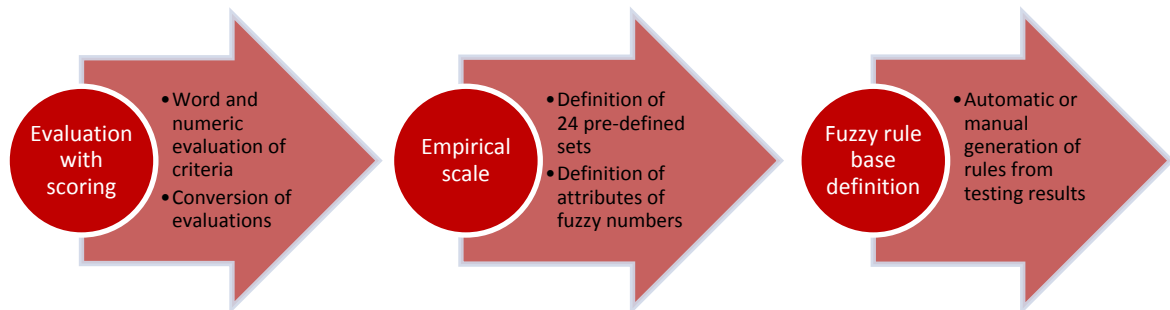 Evaluation
with
scoring
•Word and
numeric
evaluation of
criteria
•Conversion of
evaluations
Empirical
scale
•Definition of
24 pre-defined
sets
•Definition of
attributes of
fuzzy numbers
Fuzzy rule
base
definition
•Automatic or
manual
generation of
rules from
testing results